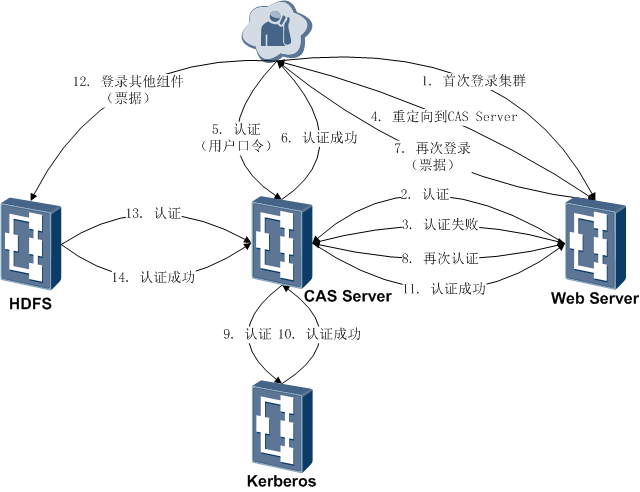 12. 登录其他组件
（票据）
1. 首次登录集群
4. 重定向到CAS Server
5. 认证
（用户口令）
6. 认证成功
7. 再次登录
（票据）
2. 认证
13. 认证
3. 认证失败
8. 再次认证
14. 认证成功
11. 认证成功
HDFS
CAS Server
Web Server
9. 认证
10. 认证成功
Kerberos